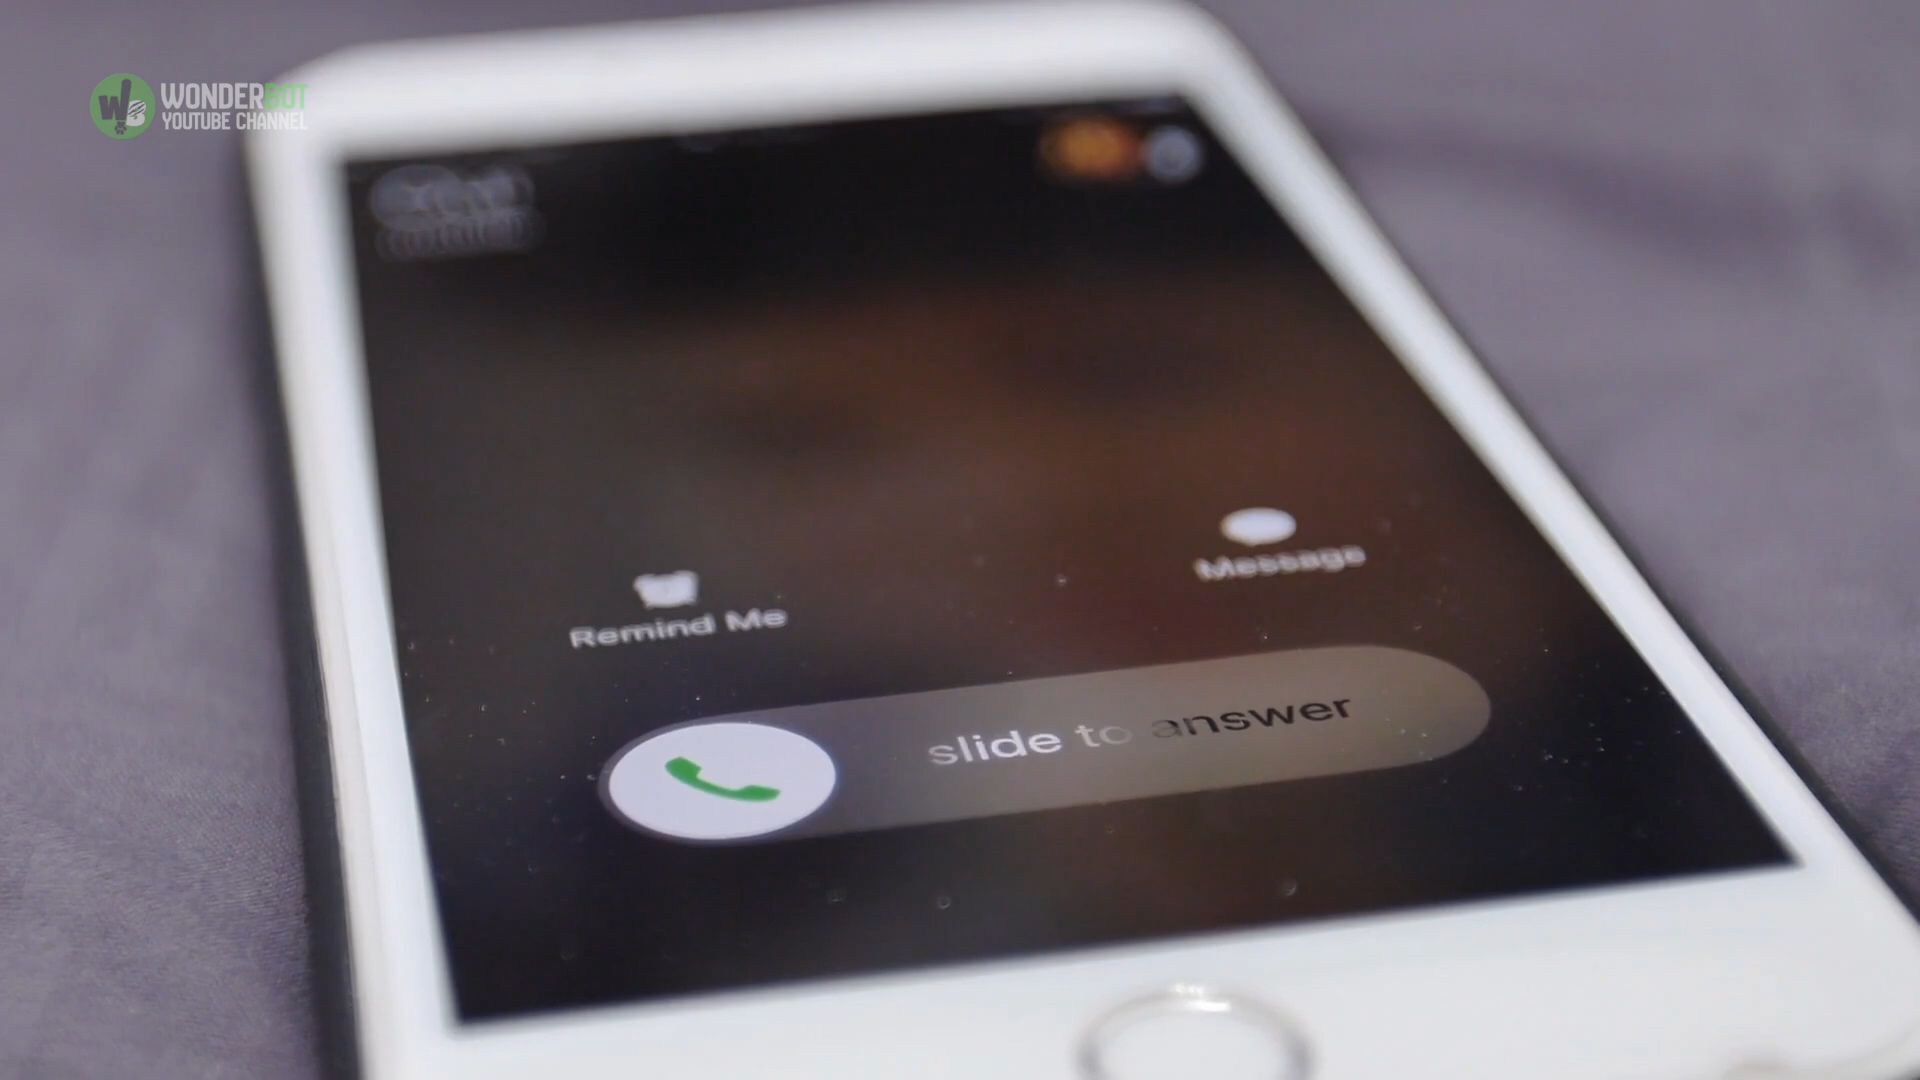 WONDERBOT
YOUTUBE CHANNEL
Message
Remind Me
slide to answer